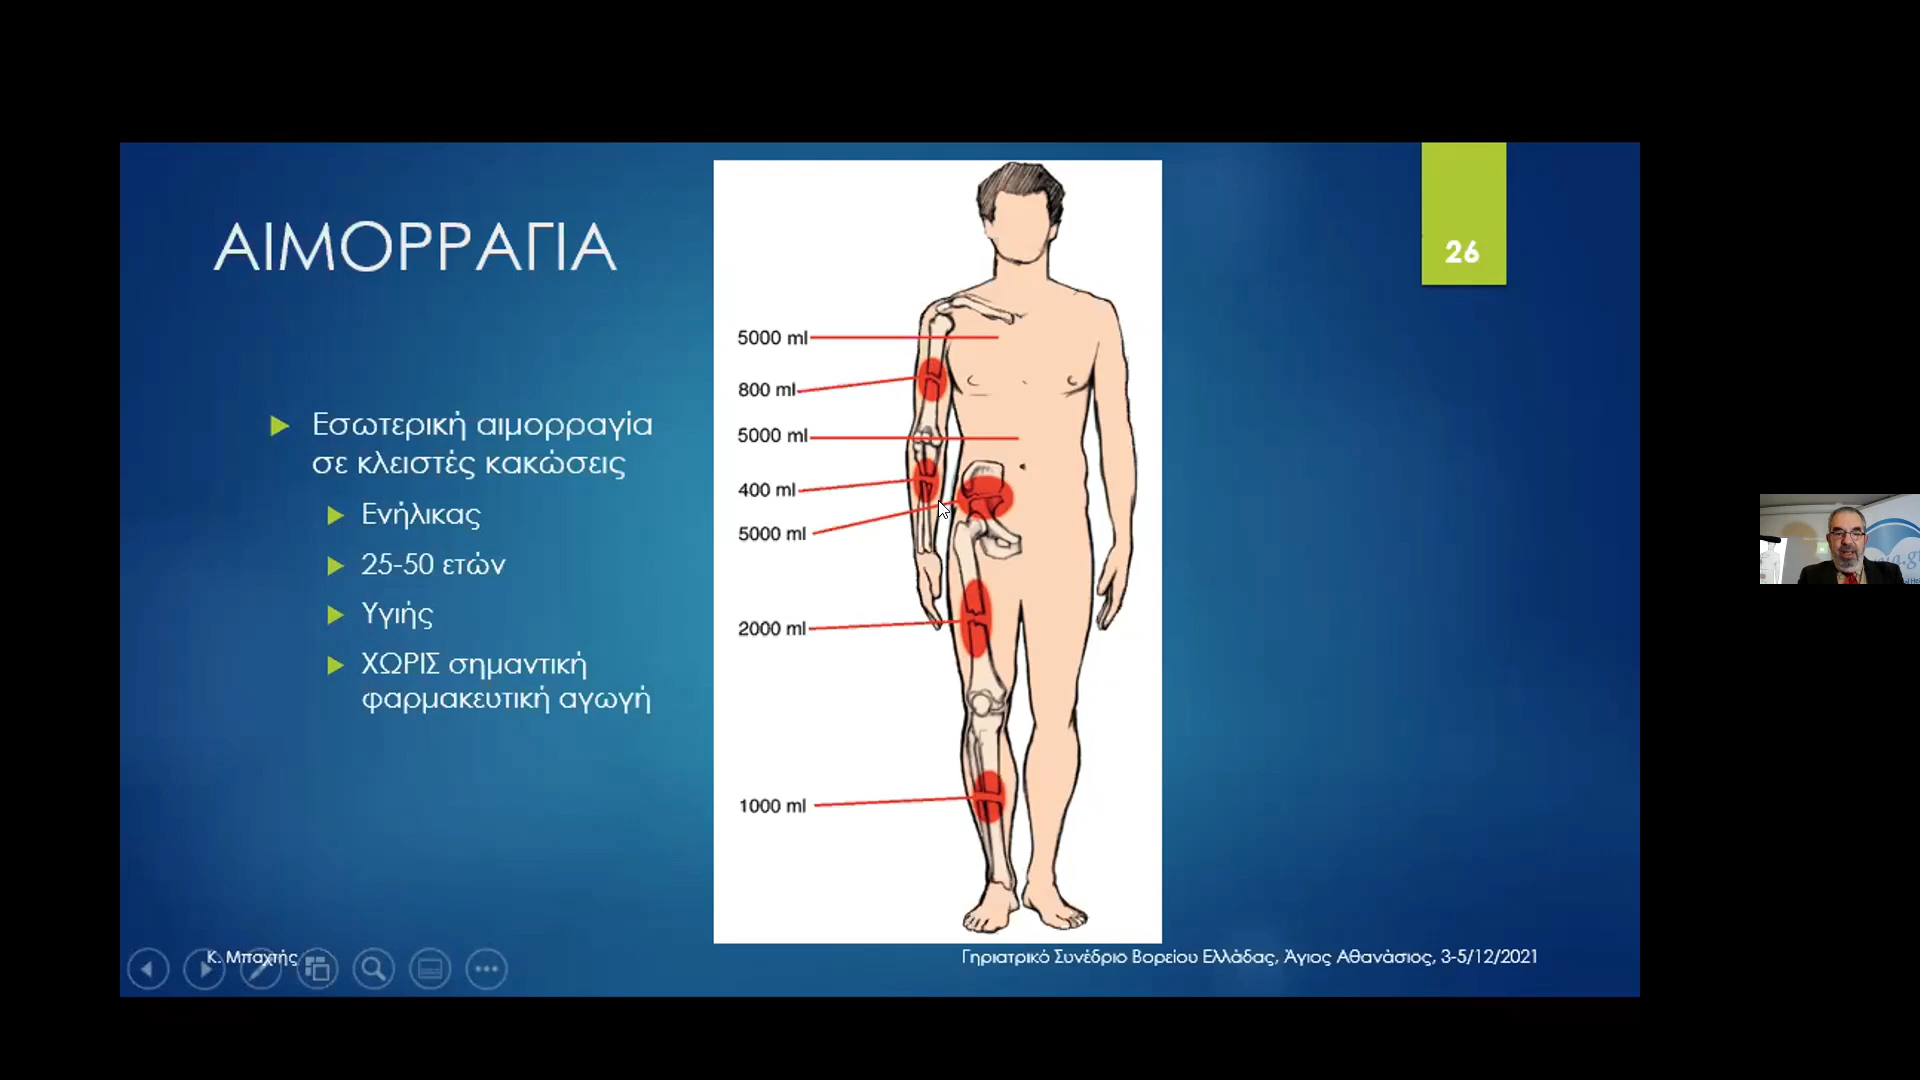 ΑΙΜΟΡΡΑΓΙΑ
26
Εσωτερική αιμορραγία
σε κλειστές κακώσεις
Ενήλικας
25-50 ετών
Υγιής
ΧΩΡΙΣ σημαντική
φαρμακευτική αγωγή
5000 ml
800 ml
5000 ml
400 ml
5000 ml
2000 ml
1000 ml
Κ. Μπαχτής
Γηριατρικό Συνέδριο Βορείου Ελλάδας, Άγιος Αθανάσιος, 3-5/12/2021